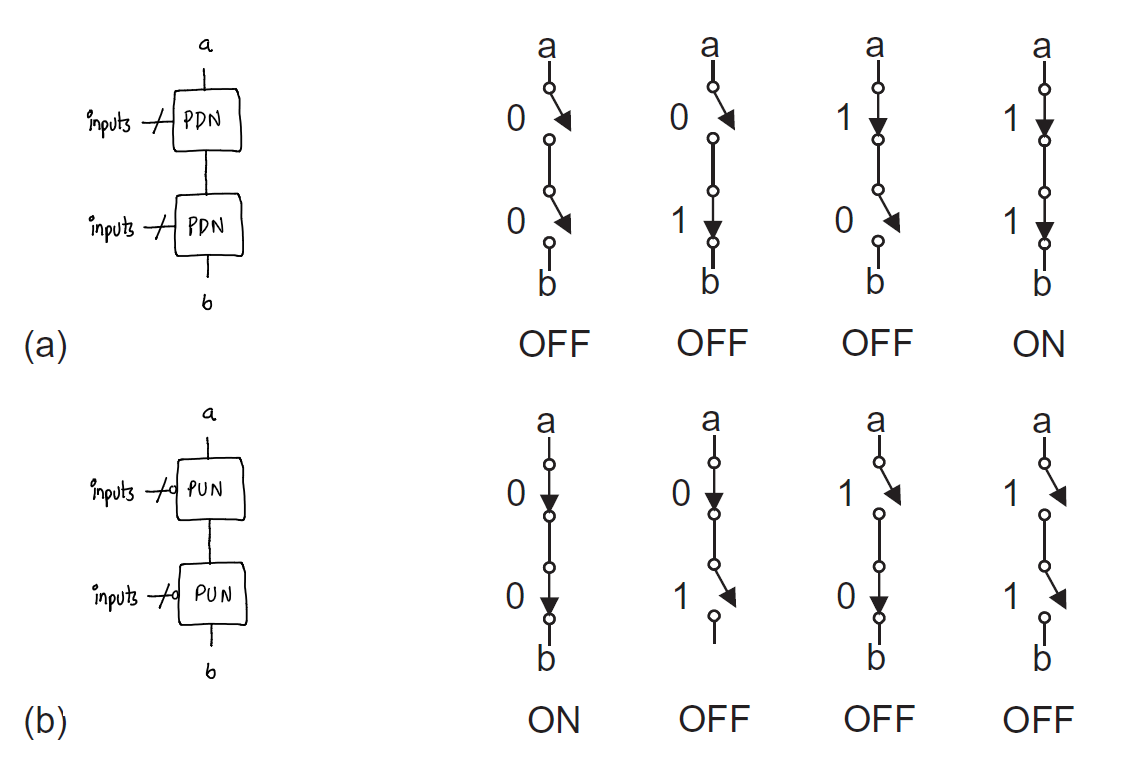 a a a a a
inputs PDN 0 0 1 1
inputs PDN 0 1 0 1
b b b b b
(a) OFF OFF OFF ON
a a a a a
inputs PUN 0 0 1 1
inputs PUN 0 1 0 1
b b b b
(b) ON OFF OFF OFF